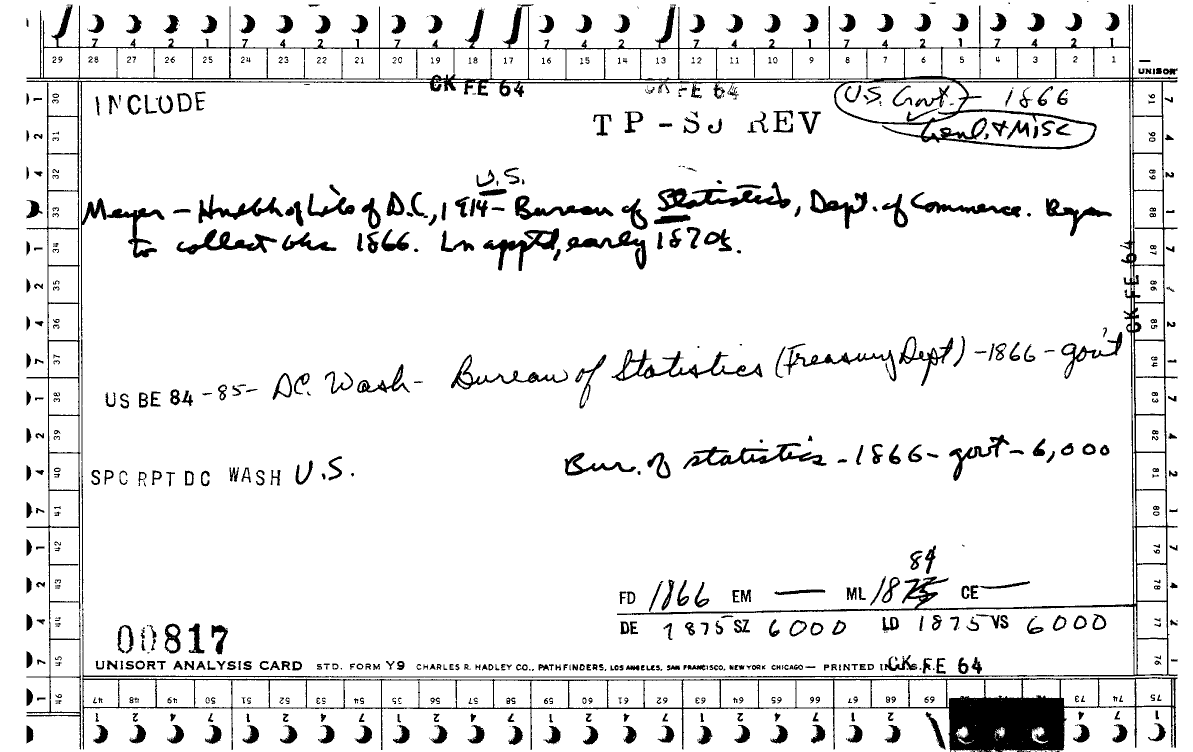 7 4 2 1 7 4 2 1 7 4 2 1 7 4 2 1 7 4 2 1 7 4 2 1 7 4 2 1
29 28 27 26 25 24 23 22 21 20 19 18 17 16 15 14 13 12 11 10 9 8 7 6 5 4 3 2 1
UNISORT
CK FE 64 CK FE 64
INCLUDE
U.S. Govt. - 1866
TP-SJ REV
Genl. & Misc
U.S.
Meyer - Hndbk of Libs of D.C., 1914 - Bureau of Statistics, Dept. of Commerce. Began
to collect bks 1866. Ln apptd, early 1870s.
CK FE 64
US BE 84-85- DC. Wash- Bureau of Statistics (Treasury Dept) -1866- gov't
SPC RPT DC WASH U.S. Bur. of statistics - 1866 - govt - 6,000
84
FD 1866 EM — ML 1875 CE —
DE 1875 SZ 6000 LD 1875 VS 6000
00817
UNISORT ANALYSIS CARD STD. FORM Y9 CHARLES R. HADLEY CO., PATHFINDERS, LOS ANGELES, SAN FRANCISCO, NEW YORK CHICAGO — PRINTED IN U.S.A.
CK FE 64
30 31 32 33 34 35 36 37 38 39 40 41 42 43 44 45 46
91 90 89 88 87 86 85 84 83 82 81 80 79 78 77 76
47 48 49 50 51 52 53 54 55 56 57 58 59 60 61 62 63 64 65 66 67 68 69 73 74 75